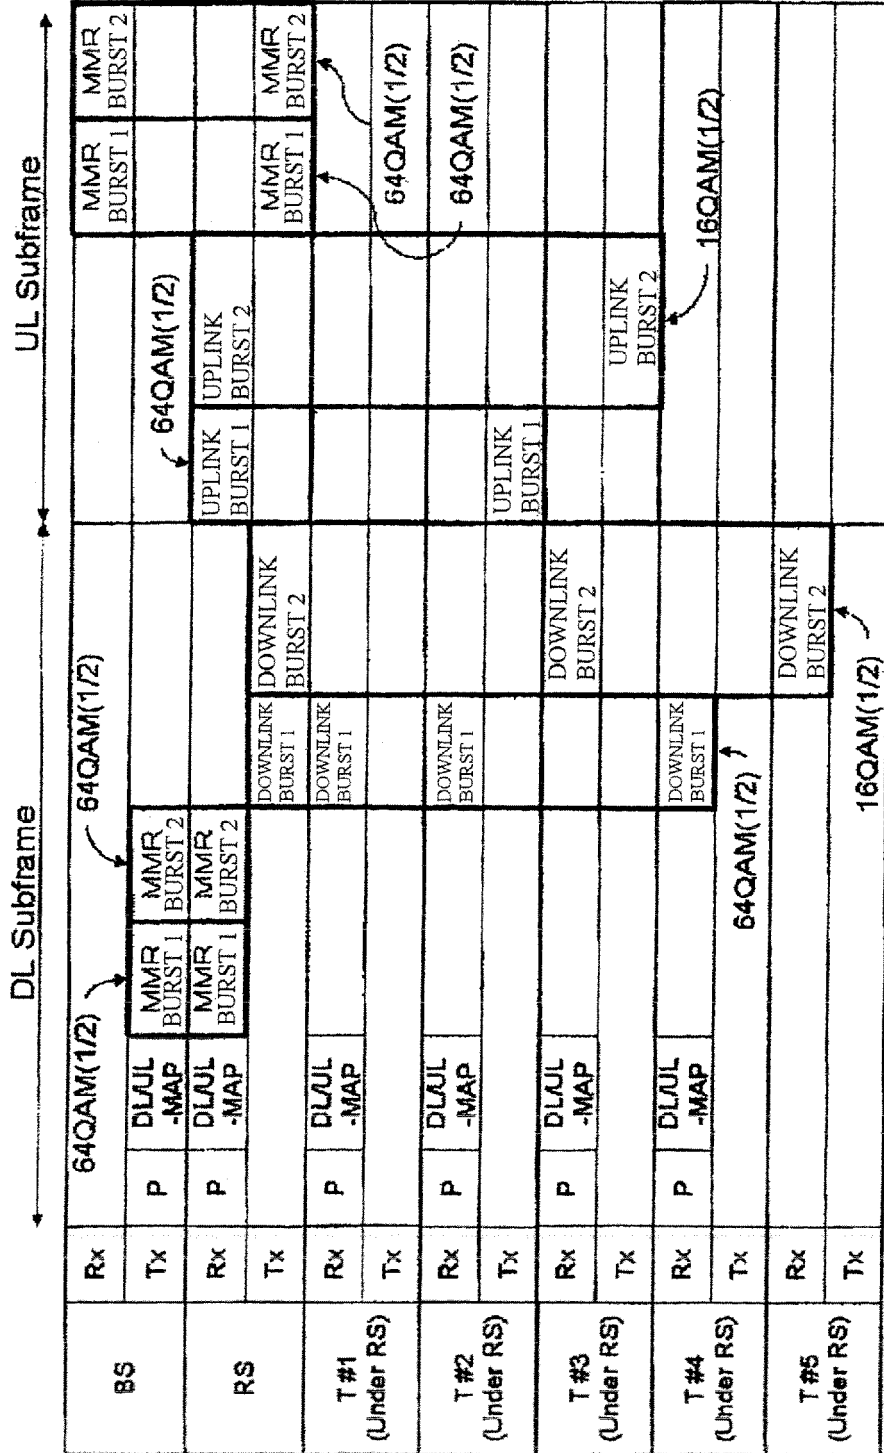 DL Subframe
UL Subframe
64QAM(1/2)
64QAM(1/2)
64QAM(1/2)
BS
Rx
MMR
BURST 1
MMR
BURST 2
Tx
P
DL/UL
-MAP
MMR
BURST 1
MMR
BURST 2
RS
Rx
P
DL/UL
-MAP
MMR
BURST 1
MMR
BURST 2
UPLINK
BURST 1
UPLINK
BURST 2
Tx
DOWNLINK
BURST 1
DOWNLINK
BURST 2
MMR
BURST 1
MMR
BURST 2
T #1
(Under RS)
Rx
P
DL/UL
-MAP
DOWNLINK
BURST 1
Tx
64QAM(1/2)
T #2
(Under RS)
Rx
P
DL/UL
-MAP
DOWNLINK
BURST 1
64QAM(1/2)
Tx
UPLINK
BURST 1
T #3
(Under RS)
Rx
P
DL/UL
-MAP
DOWNLINK
BURST 2
Tx
UPLINK
BURST 2
T #4
(Under RS)
Rx
P
DL/UL
-MAP
DOWNLINK
BURST 1
Tx
16QAM(1/2)
64QAM(1/2)
T #5
(Under RS)
Rx
DOWNLINK
BURST 2
Tx
16QAM(1/2)